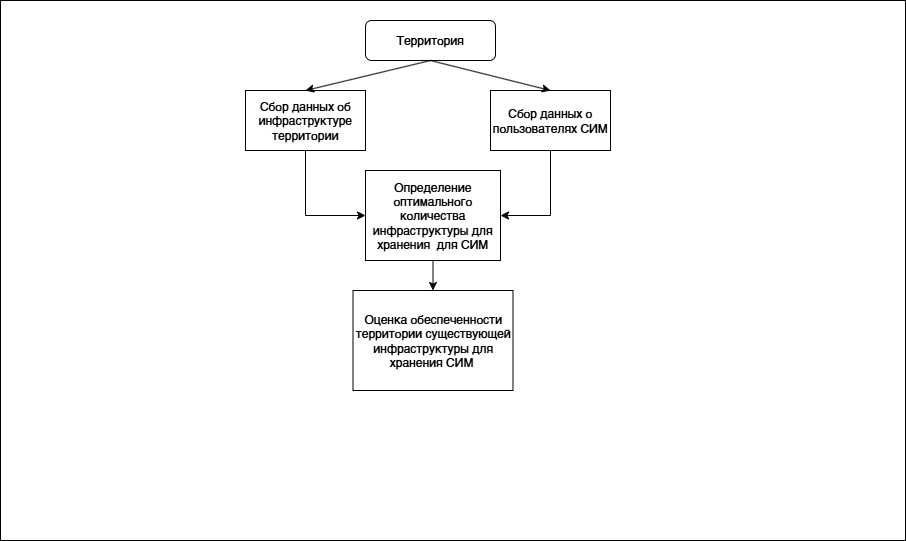 Территория
Сбор данных об
инфраструктуре
территории
Сбор данных о
пользователях СИМ
Определение
оптимального
количества
инфраструктуры для
хранения для СИМ
Оценка обеспеченности
территории существующей
инфраструктуры для
хранения СИМ